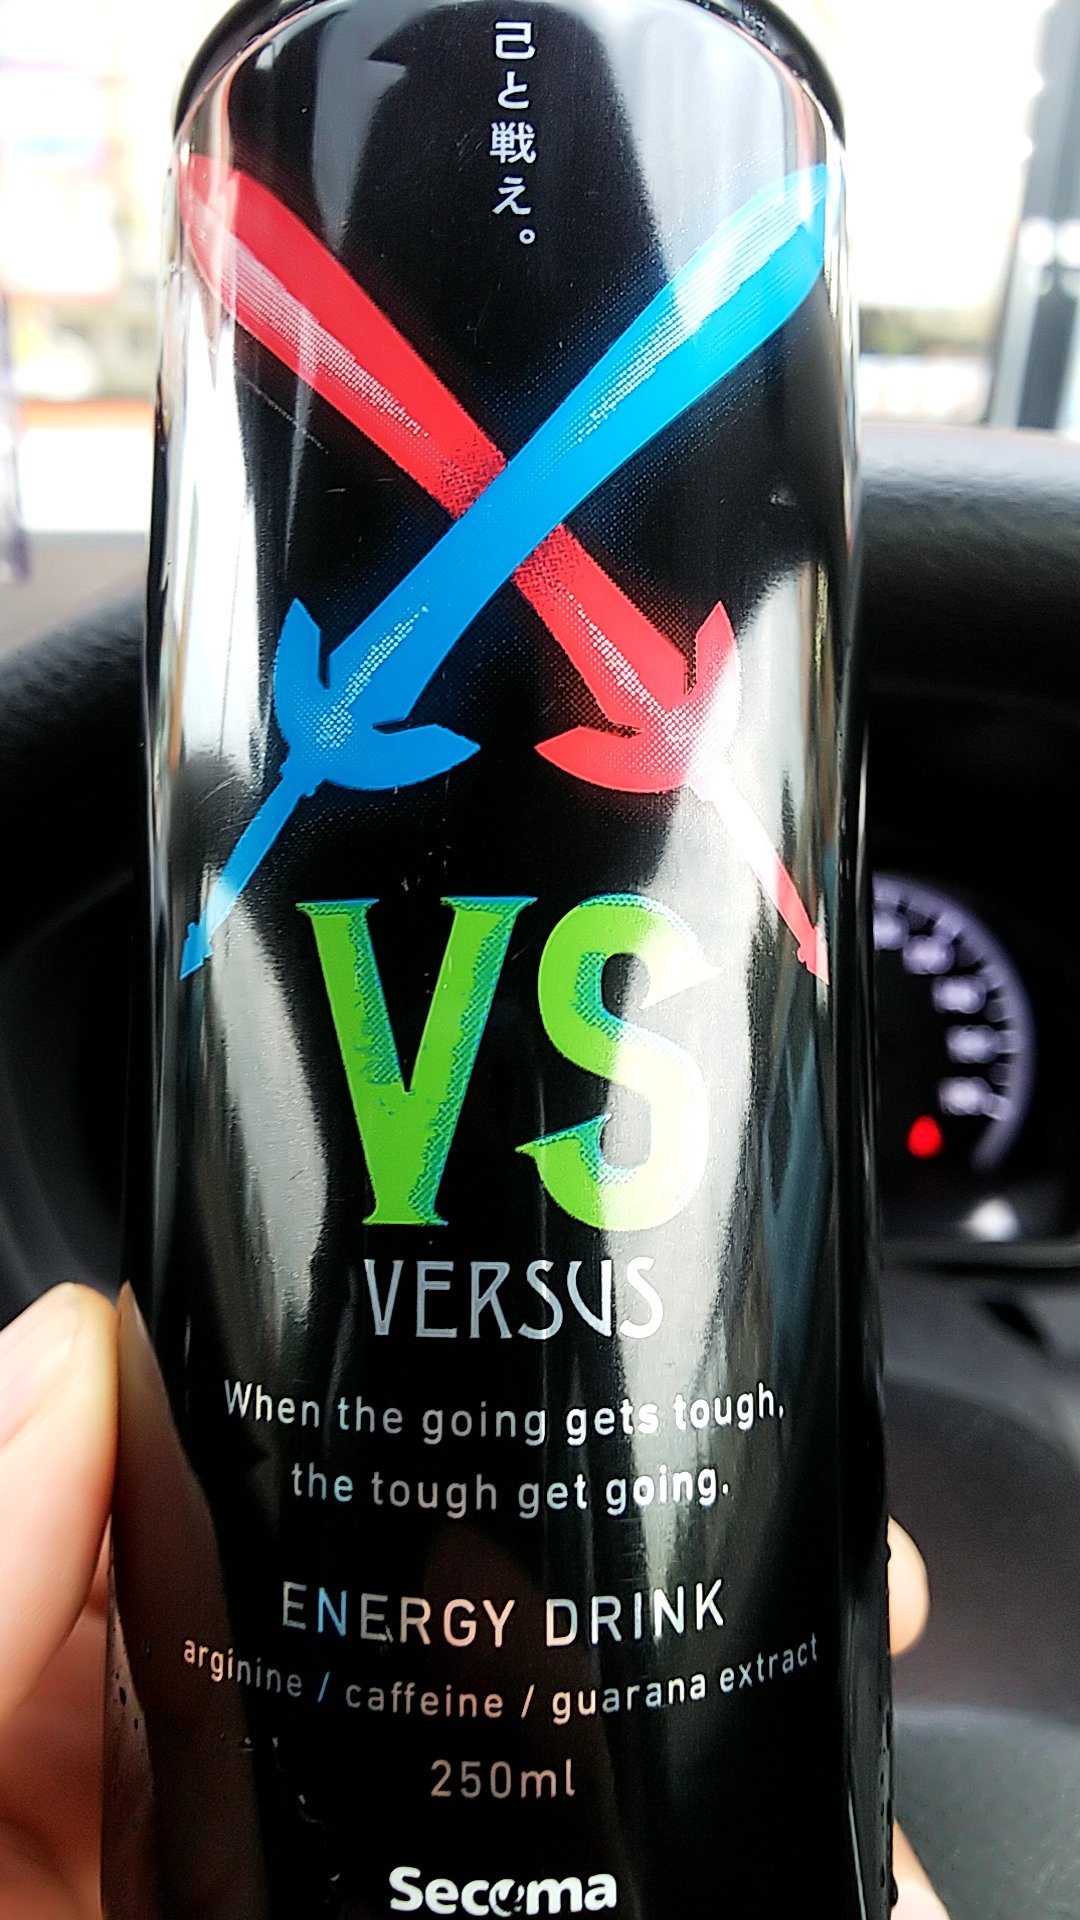 己と戦え。
VS
VERSUS
When the going gets tough,
the tough get going.
ENERGY DRINK
arginine / caffeine / guarana extract
250ml
Secoma